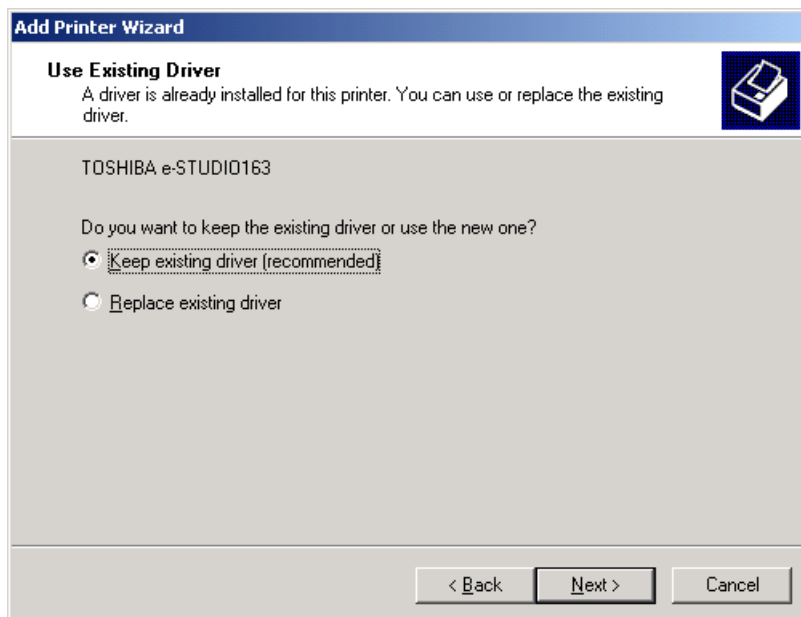 Add Printer Wizard
Use Existing Driver
A driver is already installed for this printer. You can use or replace the existing
driver.
TOSHIBA e-STUDIO163
Do you want to keep the existing driver or use the new one?
Keep existing driver (recommended)
Replace existing driver
< Back
Next >
Cancel